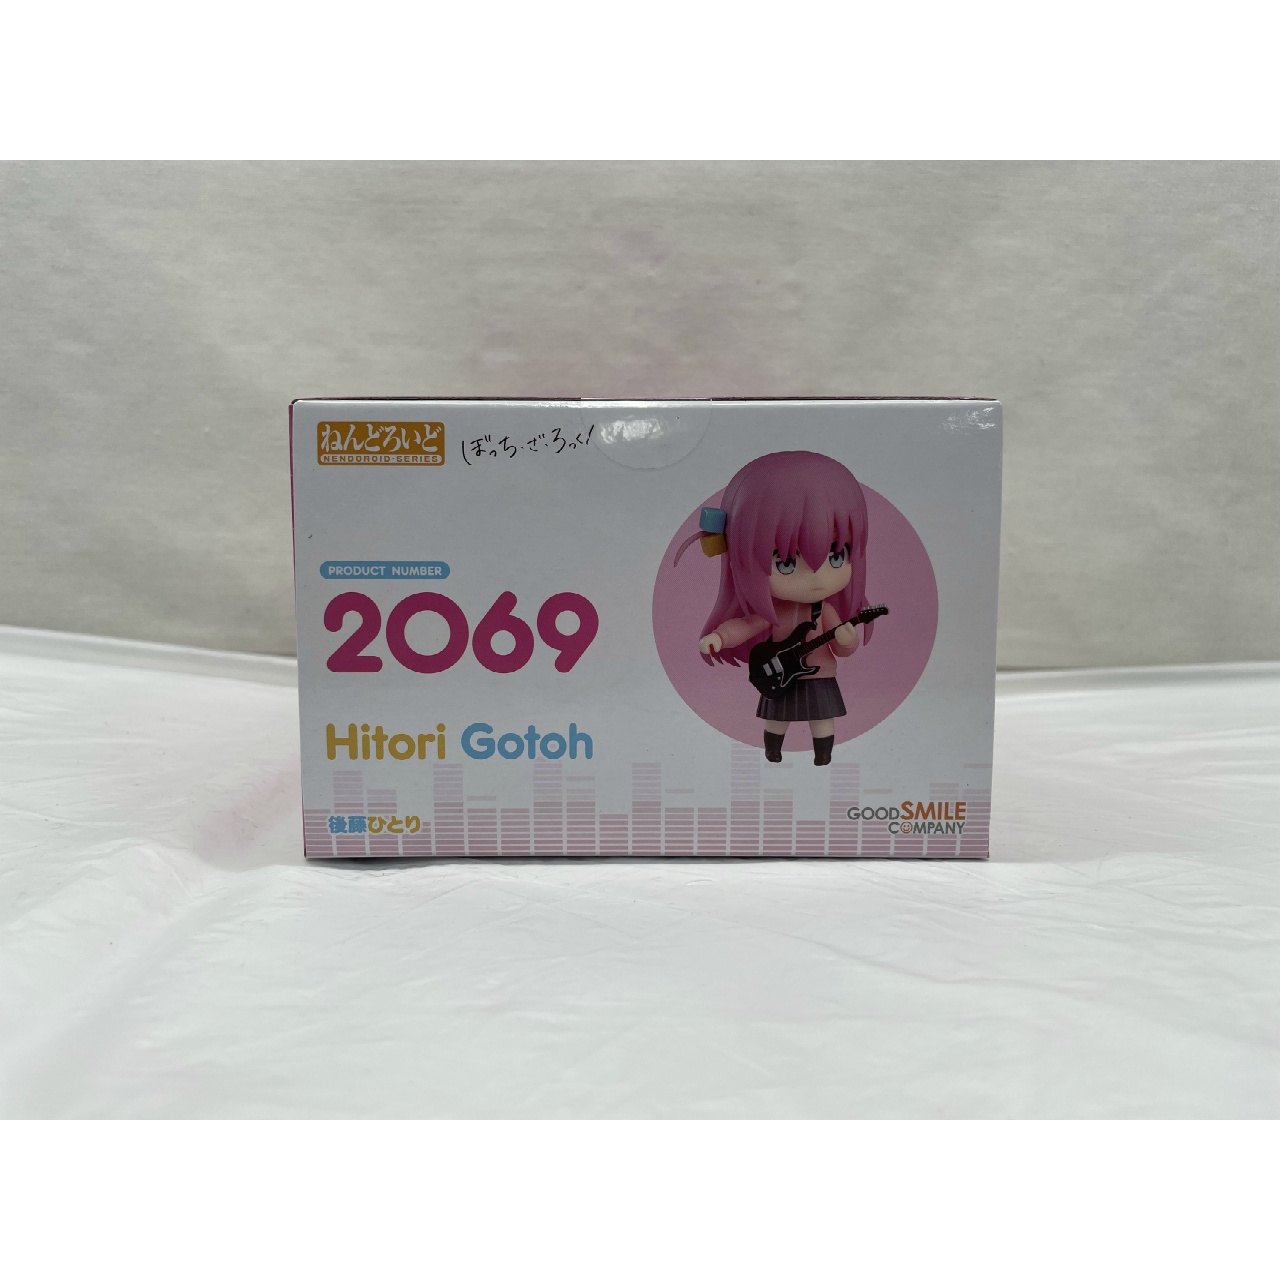 ねんどろいど
NENDOROID-SERIES
ぼっち・ざ・ろっく!
PRODUCT NUMBER
2069
Hitori Gotoh
後藤ひとり
GOOD SMILE
COMPANY